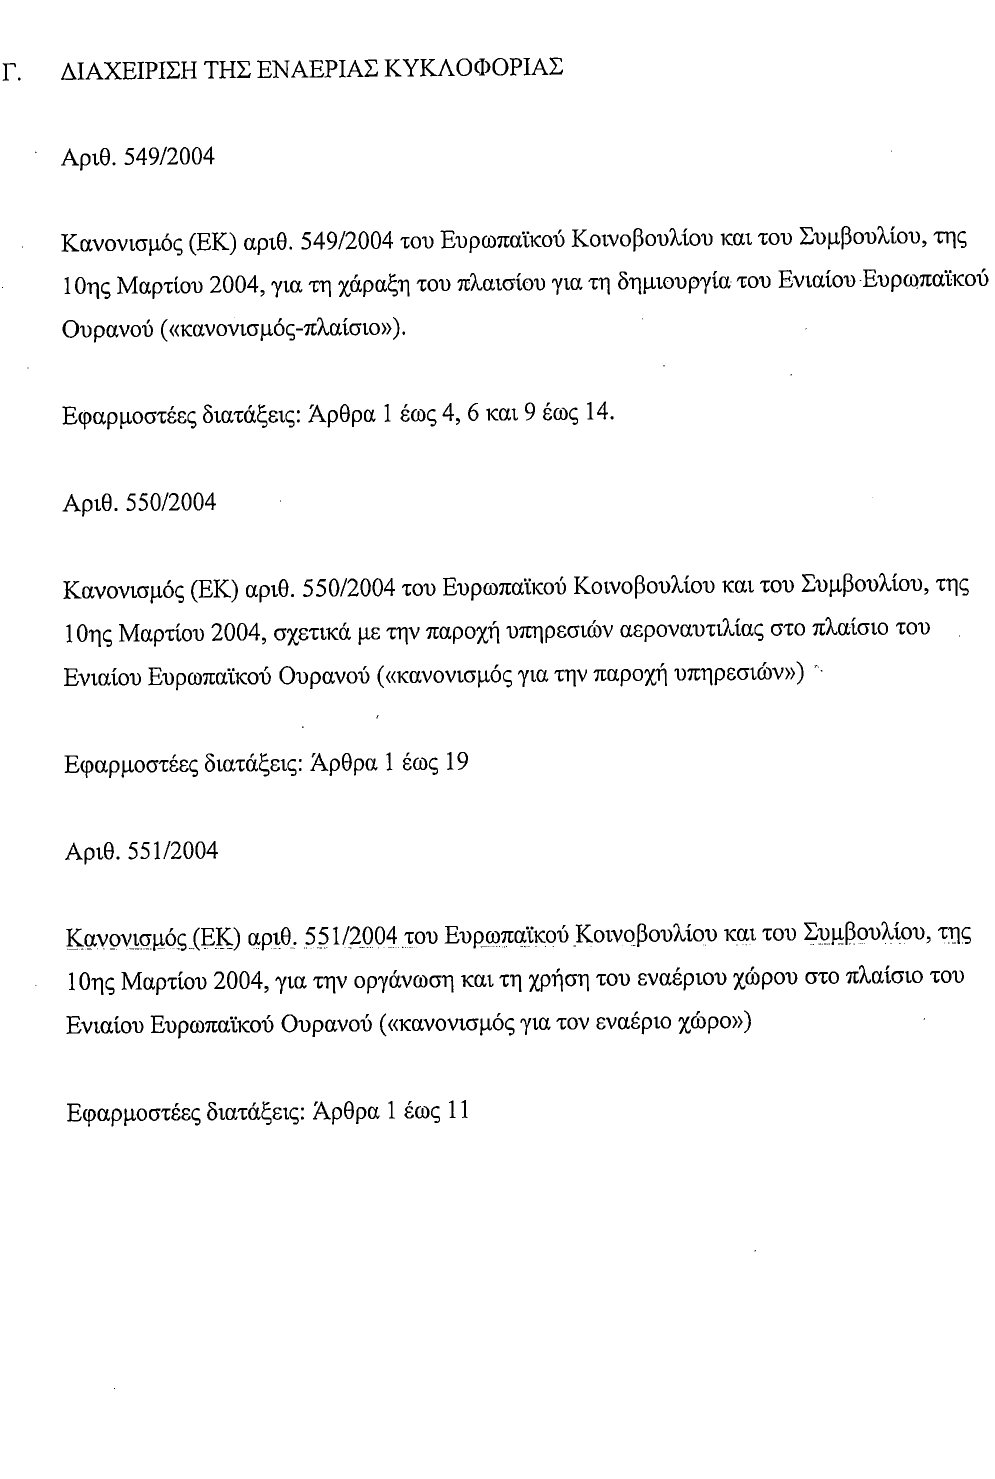 Γ. ΔΙΑΧΕΙΡΙΣΗ ΤΗΣ ΕΝΑΕΡΙΑΣ ΚΥΚΛΟΦΟΡΙΑΣ
Αριθ. 549/2004
Κανονισμός (ΕΚ) αριθ. 549/2004 του Ευρωπαϊκού Κοινοβουλίου και του Συμβουλίου, της
10ης Μαρτίου 2004, για τη χάραξη του πλαισίου για τη δημιουργία του Ενιαίου Ευρωπαϊκού
Ουρανού («κανονισμός-πλαίσιο»).
Εφαρμοστέες διατάξεις: Άρθρα 1 έως 4, 6 και 9 έως 14.
Αριθ. 550/2004
Κανονισμός (ΕΚ) αριθ. 550/2004 του Ευρωπαϊκού Κοινοβουλίου και του Συμβουλίου, της
10ης Μαρτίου 2004, σχετικά με την παροχή υπηρεσιών αεροναυτιλίας στο πλαίσιο του
Ενιαίου Ευρωπαϊκού Ουρανού («κανονισμός για την παροχή υπηρεσιών»)
Εφαρμοστέες διατάξεις: Άρθρα 1 έως 19
Αριθ. 551/2004
Κανονισμός (ΕΚ) αριθ. 551/2004 του Ευρωπαϊκού Κοινοβουλίου και του Συμβουλίου, της
10ης Μαρτίου 2004, για την οργάνωση και τη χρήση του εναέριου χώρου στο πλαίσιο του
Ενιαίου Ευρωπαϊκού Ουρανού («κανονισμός για τον εναέριο χώρο»)
Εφαρμοστέες διατάξεις: Άρθρα 1 έως 11